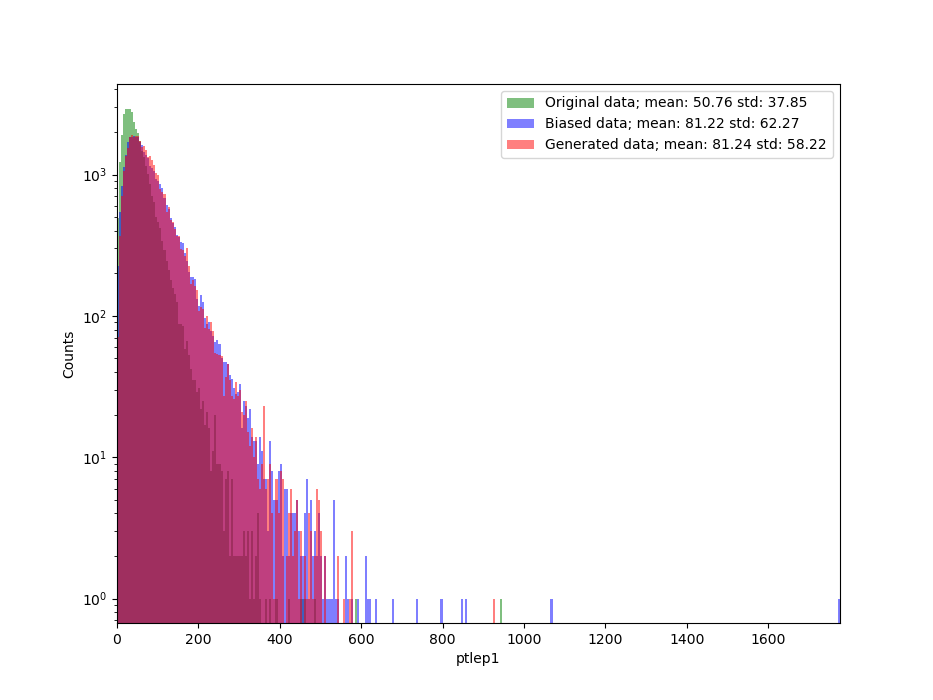 Original data; mean: 50.76 std: 37.85
Biased data; mean: 81.22 std: 62.27
Generated data; mean: 81.24 std: 58.22
Counts
10³
10²
10¹
10⁰
0 200 400 600 800 1000 1200 1400 1600
ptlep1